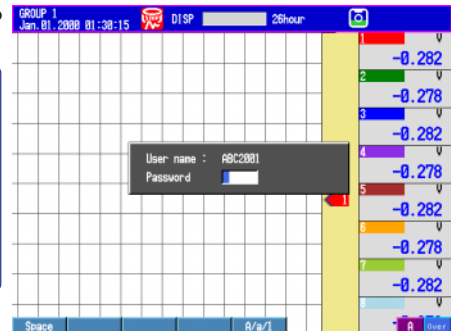 GROUP 1
Jan.01.2000 01:30:15
DISP 26hour
1 V
-0.282
2 V
-0.278
3 V
-0.282
4 V
-0.278
5 V
-0.282
6 V
-0.278
7 V
-0.282
8 V
User name : ABC2001
Password
1
Space A/a/1 A Over